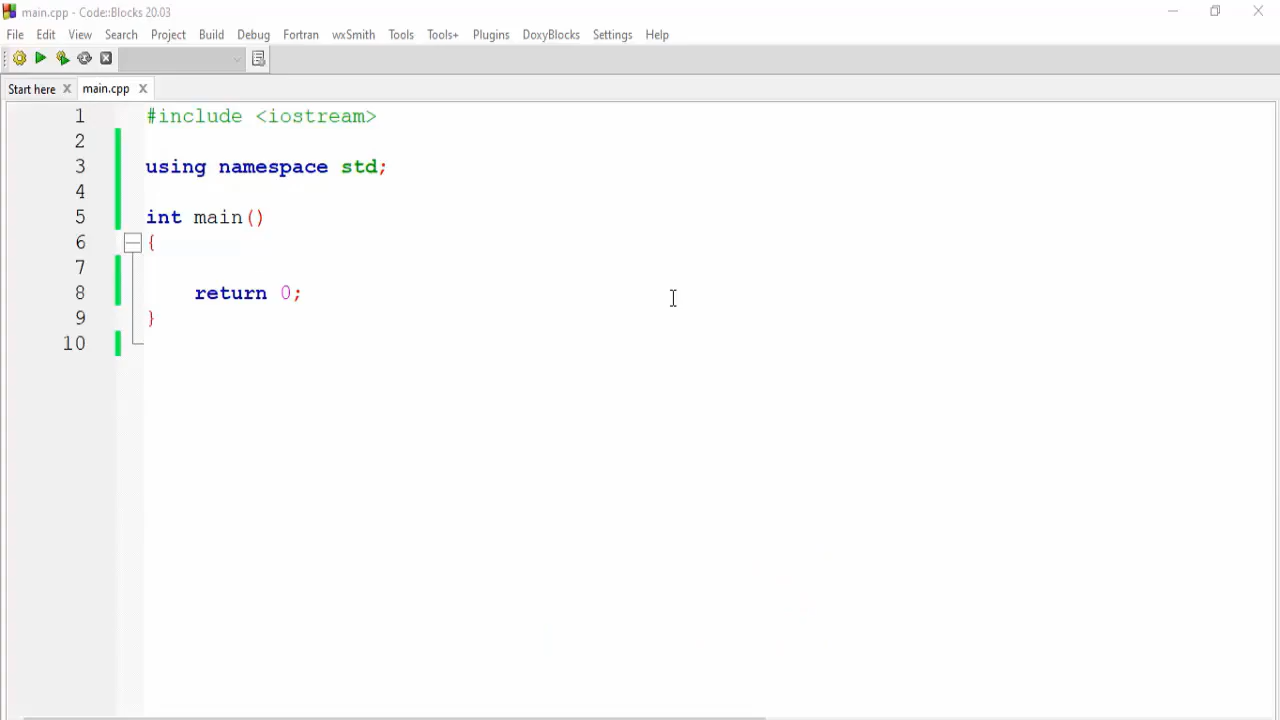 main.cpp - Code::Blocks 20.03
File Edit View Search Project Build Debug Fortran wxSmith Tools Tools+ Plugins DoxyBlocks Settings Help
Start here main.cpp
1 #include <iostream>
2
3 using namespace std;
4
5 int main()
6 {
7
8 return 0;
9 }
10